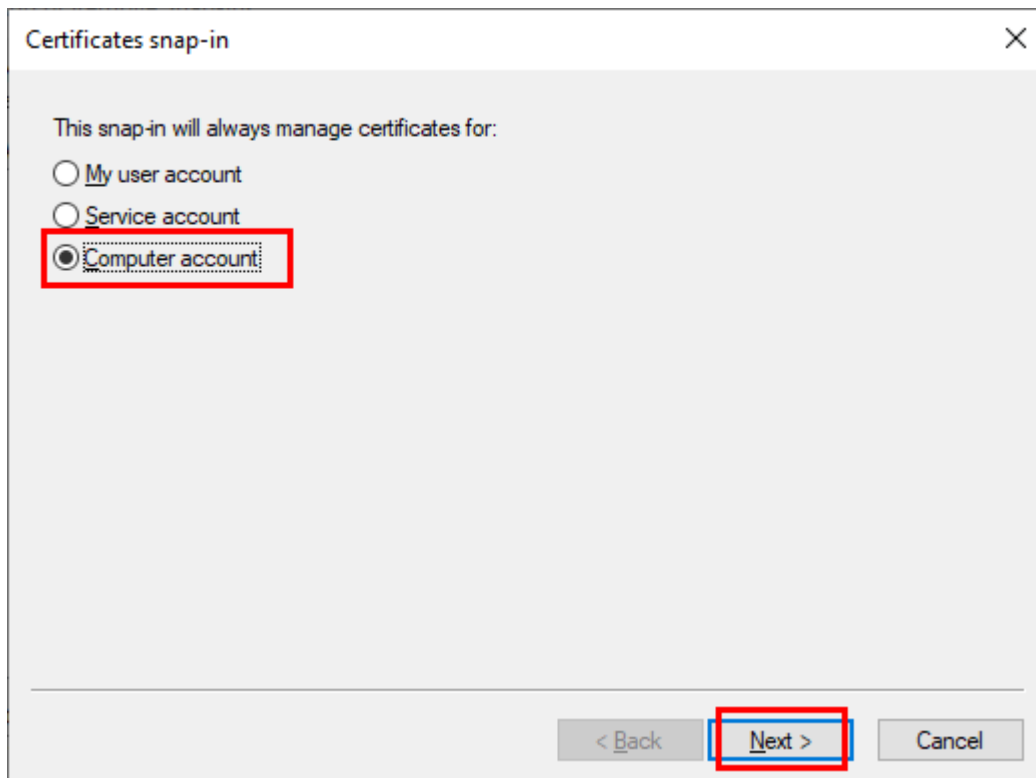 Certificates snap-in
This snap-in will always manage certificates for:
My user account
Service account
Computer account
< Back
Next >
Cancel